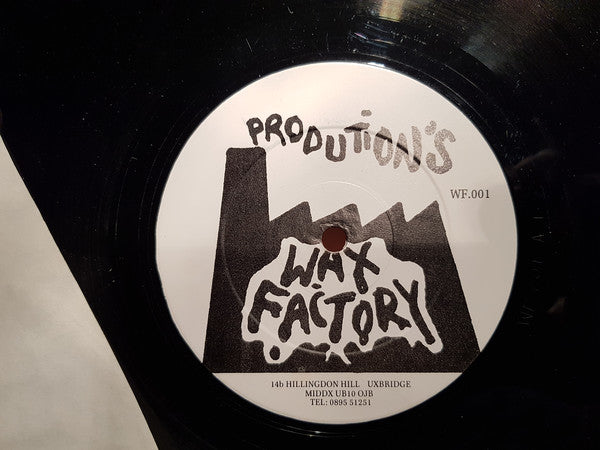 PRODUTiON'S
WF.001
WAX
FACTORY
14b HILLINGDON HILL UXBRIDGE
MIDDX UB10 OJB
TEL: 0895 51251